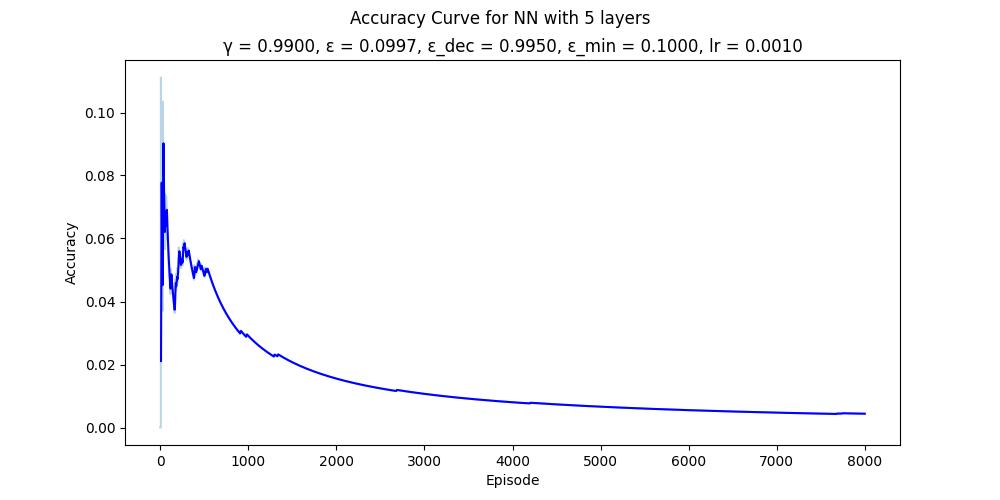 Accuracy Curve for NN with 5 layers
γ = 0.9900, ε = 0.0997, ε_dec = 0.9950, ε_min = 0.1000, lr = 0.0010
Accuracy
0.10
0.08
0.06
0.04
0.02
0.00
0 1000 2000 3000 4000 5000 6000 7000 8000
Episode